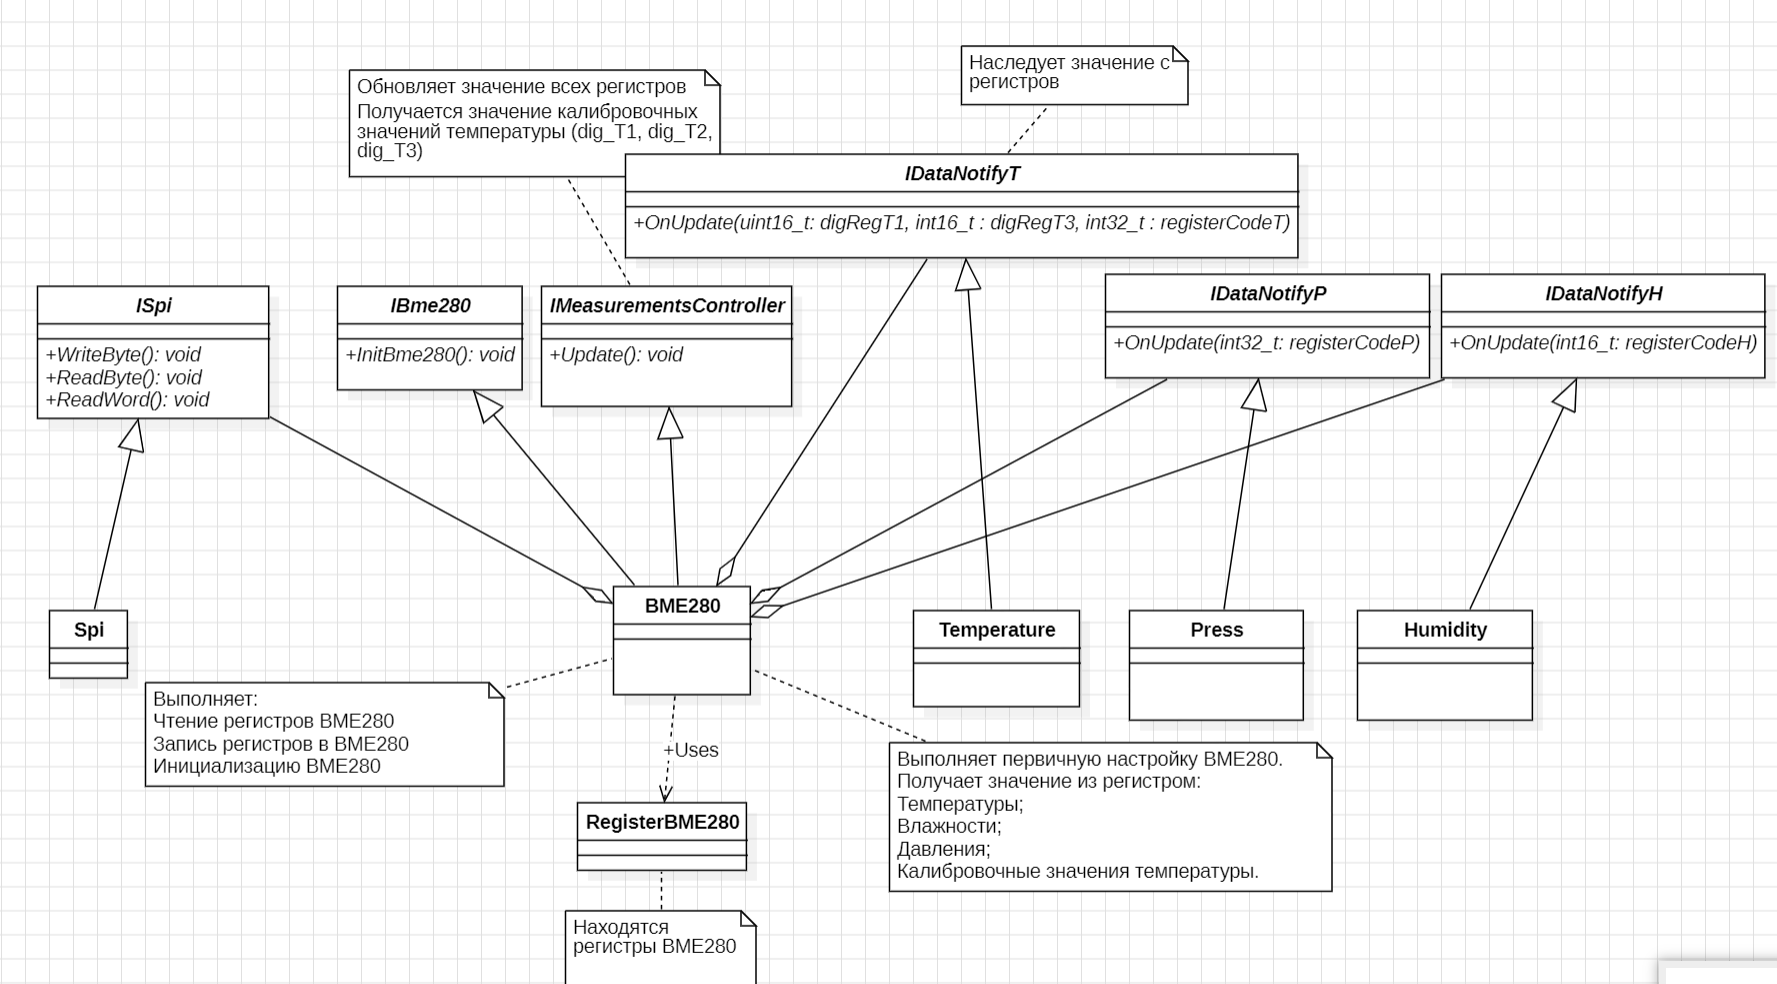 Наследует значение с
регистров
Обновляет значение всех регистров
Получается значение калибровочных
значений температуры (dig_T1, dig_T2,
dig_T3)
IDataNotifyT
+OnUpdate(uint16_t: digRegT1, int16_t : digRegT3, int32_t : registerCodeT)
ISpi
+WriteByte(): void
+ReadByte(): void
+ReadWord(): void
IBme280
+InitBme280(): void
IMeasurementsController
+Update(): void
IDataNotifyP
+OnUpdate(int32_t: registerCodeP)
IDataNotifyH
+OnUpdate(int16_t: registerCodeH)
Spi
BME280
Temperature
Press
Humidity
Выполняет:
Чтение регистров BME280
Запись регистров в BME280
Инициализацию BME280
+Uses
Выполняет первичную настройку BME280.
Получает значение из регистром:
Температуры;
Влажности;
Давления;
Калибровочные значения температуры.
RegisterBME280
Находятся
регистры BME280